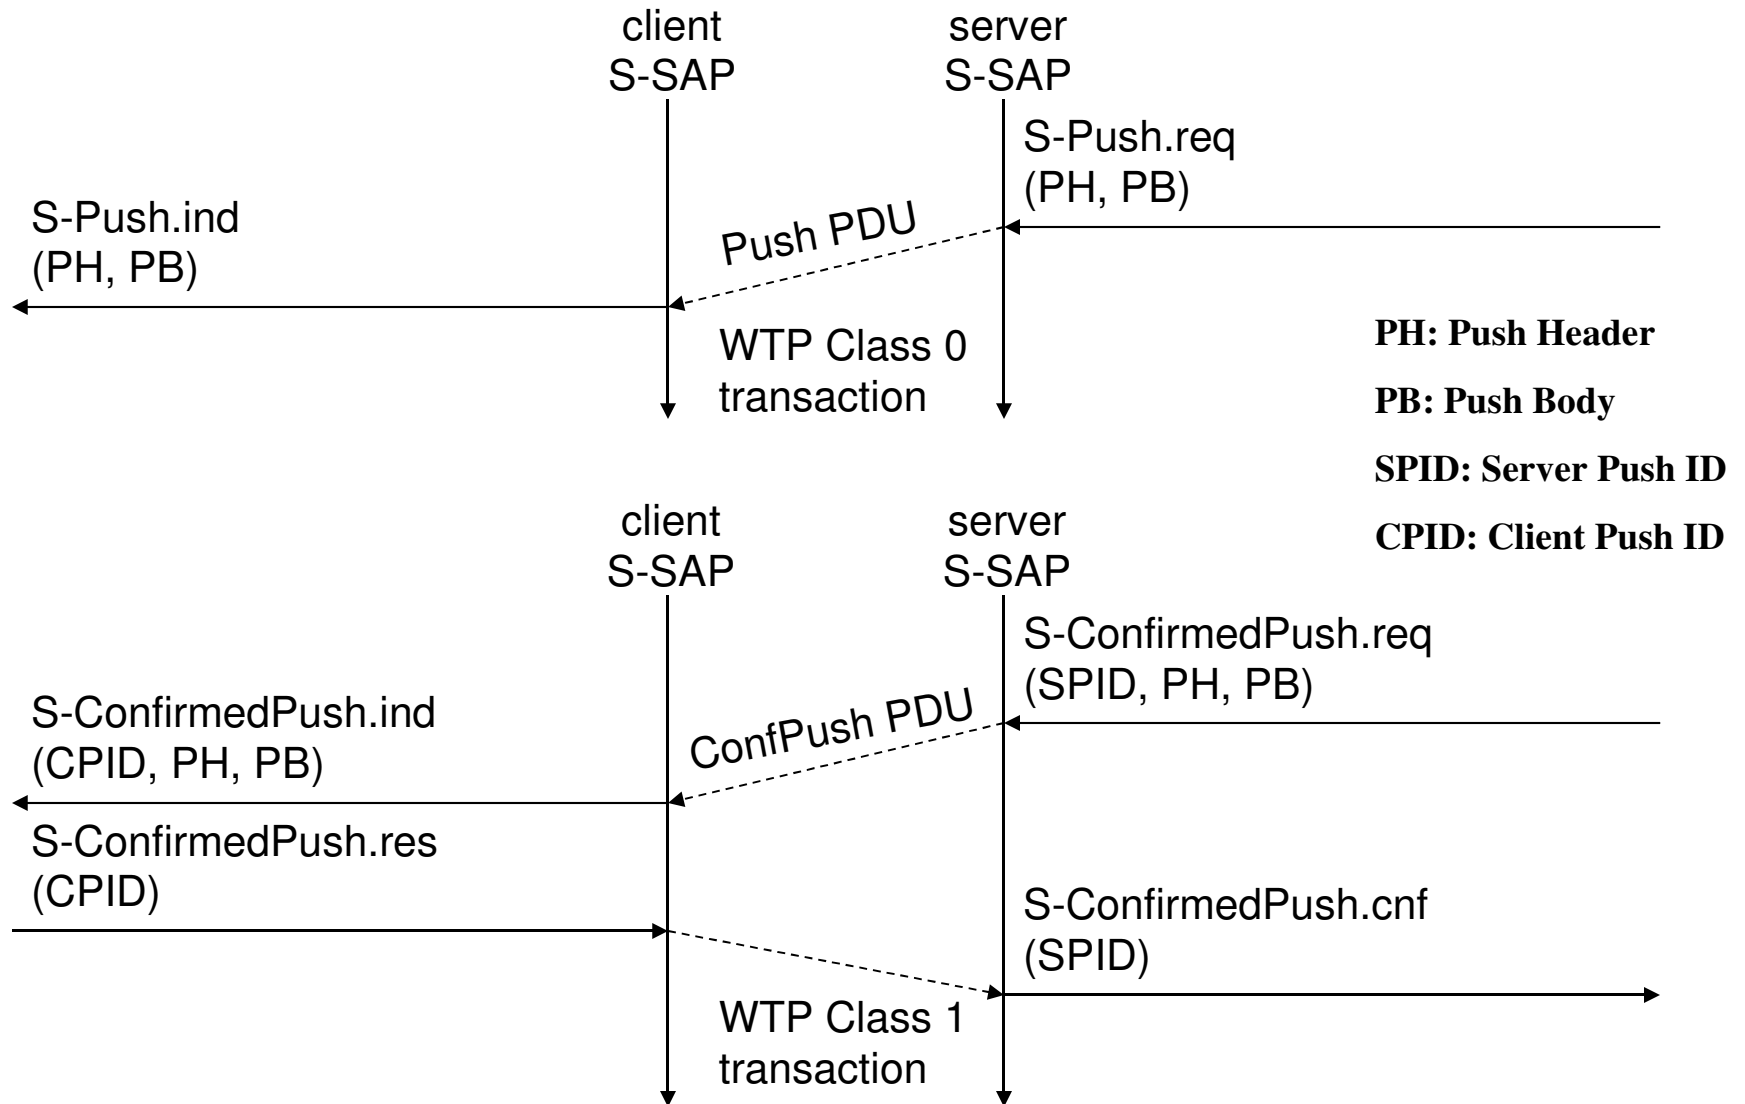 client
S-SAP
server
S-SAP
S-Push.req
(PH, PB)
S-Push.ind
(PH, PB)
Push PDU
WTP Class 0
transaction
PH: Push Header
PB: Push Body
SPID: Server Push ID
CPID: Client Push ID
client
S-SAP
server
S-SAP
S-ConfirmedPush.req
(SPID, PH, PB)
S-ConfirmedPush.ind
(CPID, PH, PB)
ConfPush PDU
S-ConfirmedPush.res
(CPID)
S-ConfirmedPush.cnf
(SPID)
WTP Class 1
transaction